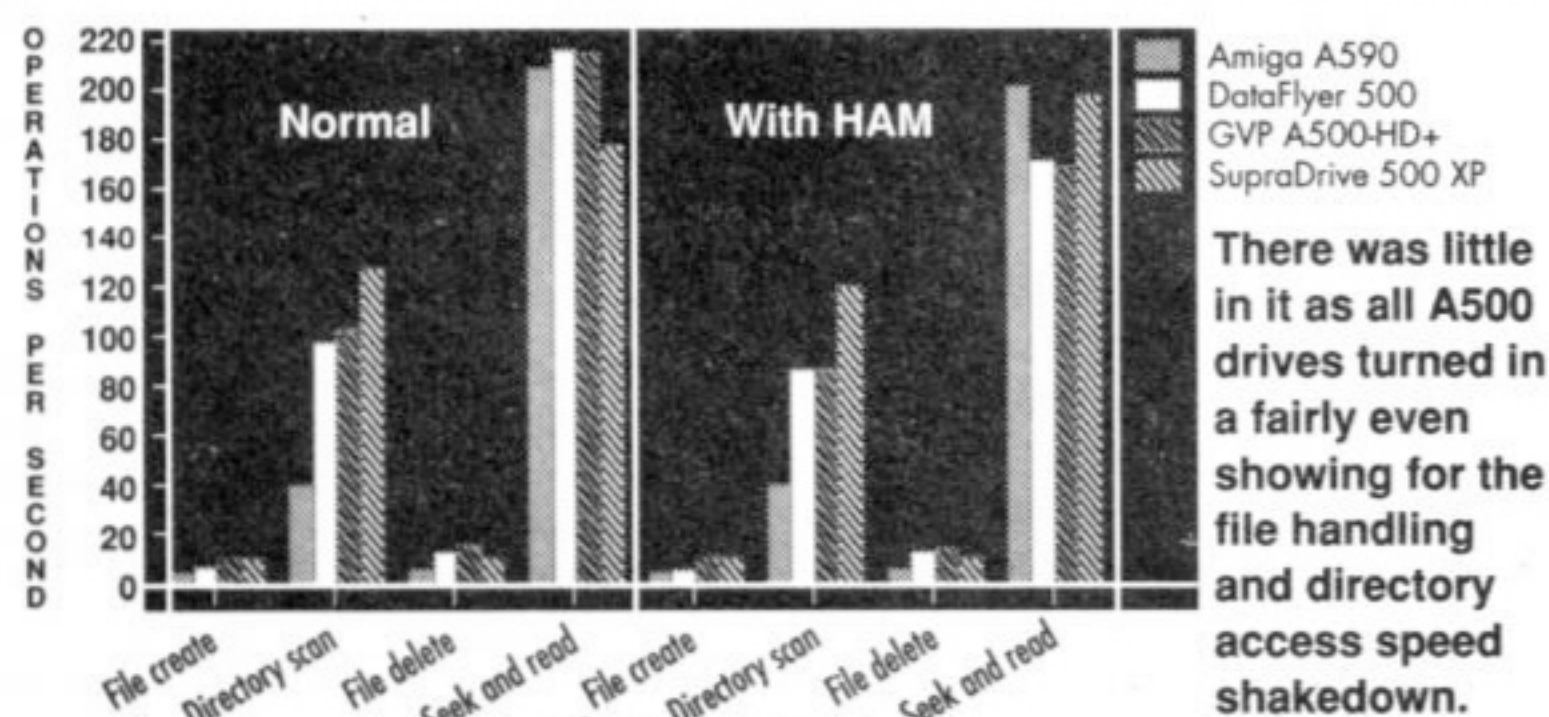 OPERATIONS PER SECOND
220
200
180
160
140
120
100
80
60
40
20
0
Normal
With HAM
File create
Directory scan
File delete
Seek and read
File create
Directory scan
File delete
Seek and read
Amiga A590
DataFlyer 500
GVP A500-HD+
SupraDrive 500 XP
There was little
in it as all A500
drives turned in
a fairly even
showing for the
file handling
and directory
access speed
shakedown.